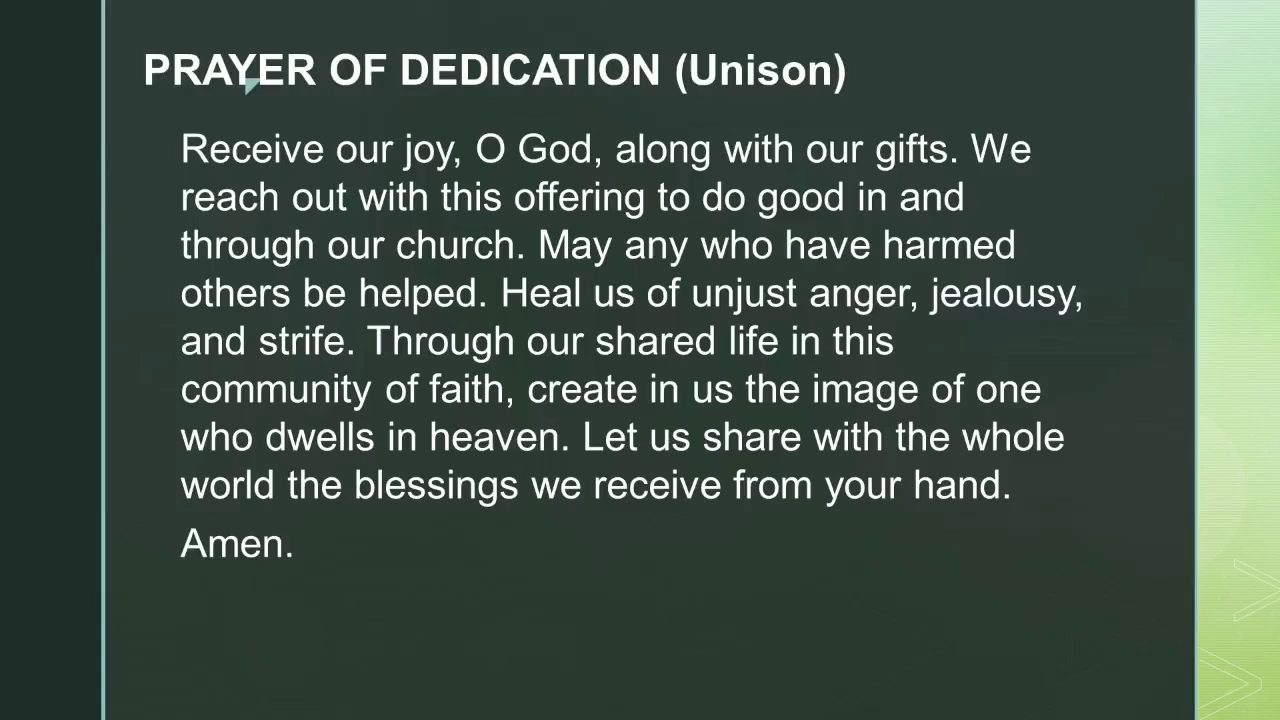 PRAYER OF DEDICATION (Unison)
Receive our joy, O God, along with our gifts. We
reach out with this offering to do good in and
through our church. May any who have harmed
others be helped. Heal us of unjust anger, jealousy,
and strife. Through our shared life in this
community of faith, create in us the image of one
who dwells in heaven. Let us share with the whole
world the blessings we receive from your hand.
Amen.